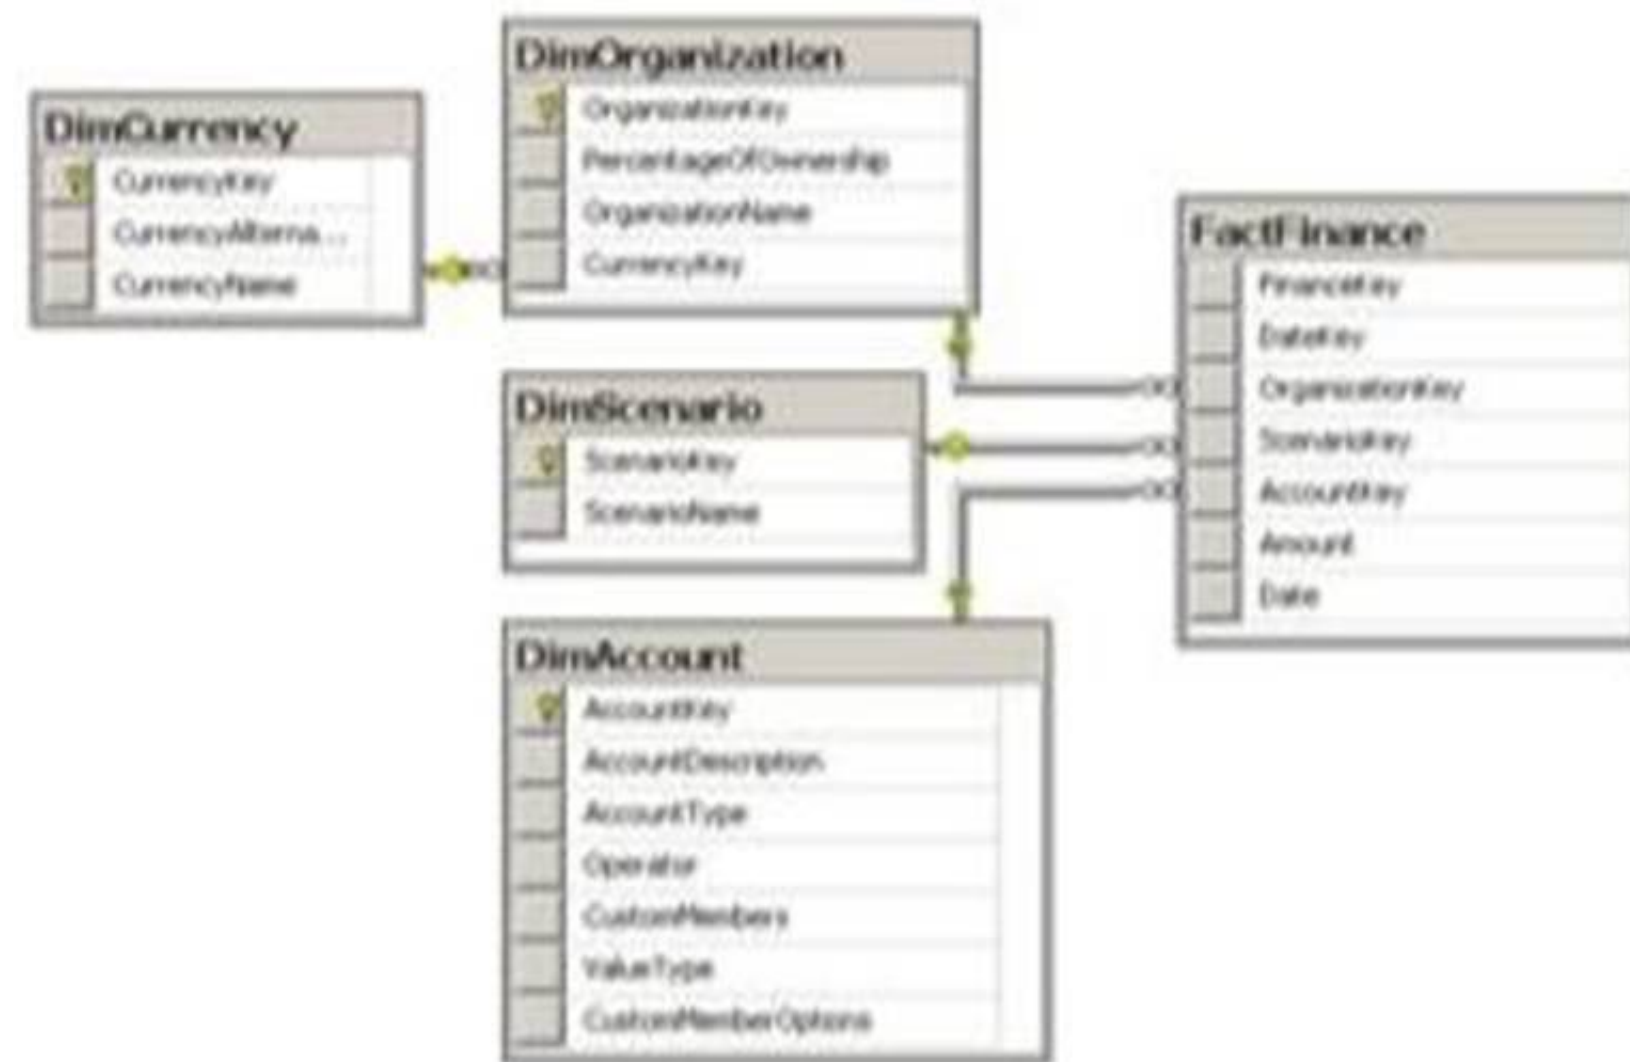 DimOrganization
OrganizationKey
PercentageOfOwnership
OrganizationName
CurrencyKey
DimCurrency
CurrencyKey
CurrencyAlterna...
CurrencyName
FactFinance
FinanceKey
DateKey
OrganizationKey
ScenarioKey
AccountKey
Amount
Date
DimScenario
ScenarioKey
ScenarioName
DimAccount
AccountKey
AccountDescription
AccountType
Operator
CustomMembers
ValueType
CustomMemberOptions